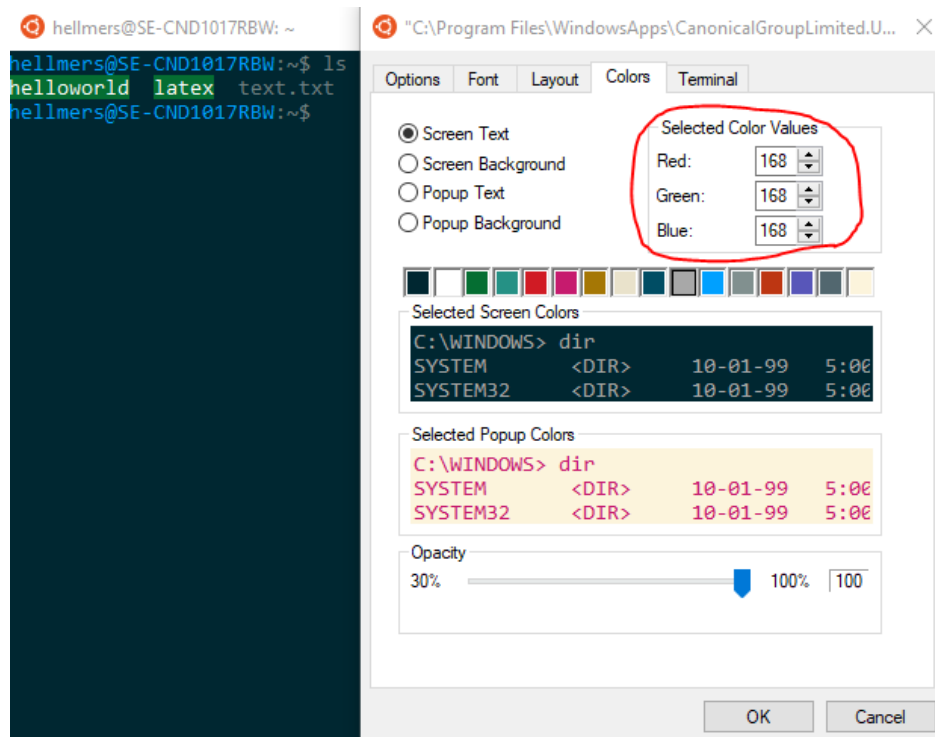 hellmers@SE-CND1017RBW: ~
hellmers@SE-CND1017RBW:~$ ls
helloworld latex text.txt
hellmers@SE-CND1017RBW:~$
"C:\Program Files\WindowsApps\CanonicalGroupLimited.U...
Options Font Layout Colors Terminal
Screen Text
Screen Background
Popup Text
Popup Background
Selected Color Values
Red: 168
Green: 168
Blue: 168
Selected Screen Colors
C:\WINDOWS> dir
SYSTEM <DIR> 10-01-99 5:00
SYSTEM32 <DIR> 10-01-99 5:00
Selected Popup Colors
C:\WINDOWS> dir
SYSTEM <DIR> 10-01-99 5:00
SYSTEM32 <DIR> 10-01-99 5:00
Opacity
30% 100% 100
OK Cancel